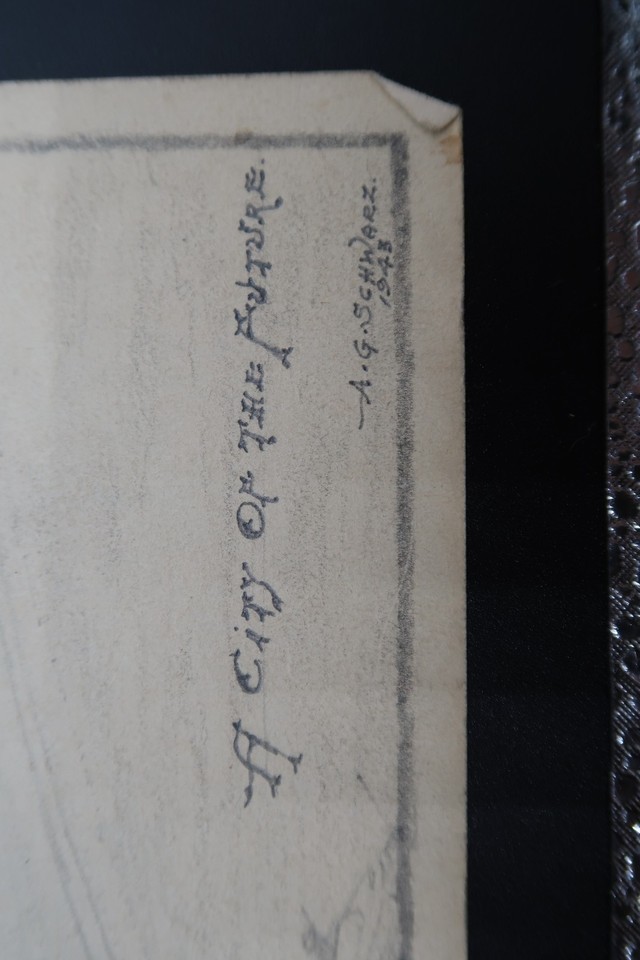 A CITY OF THE FUTURE.
A.G. SCHWARZ.
1943